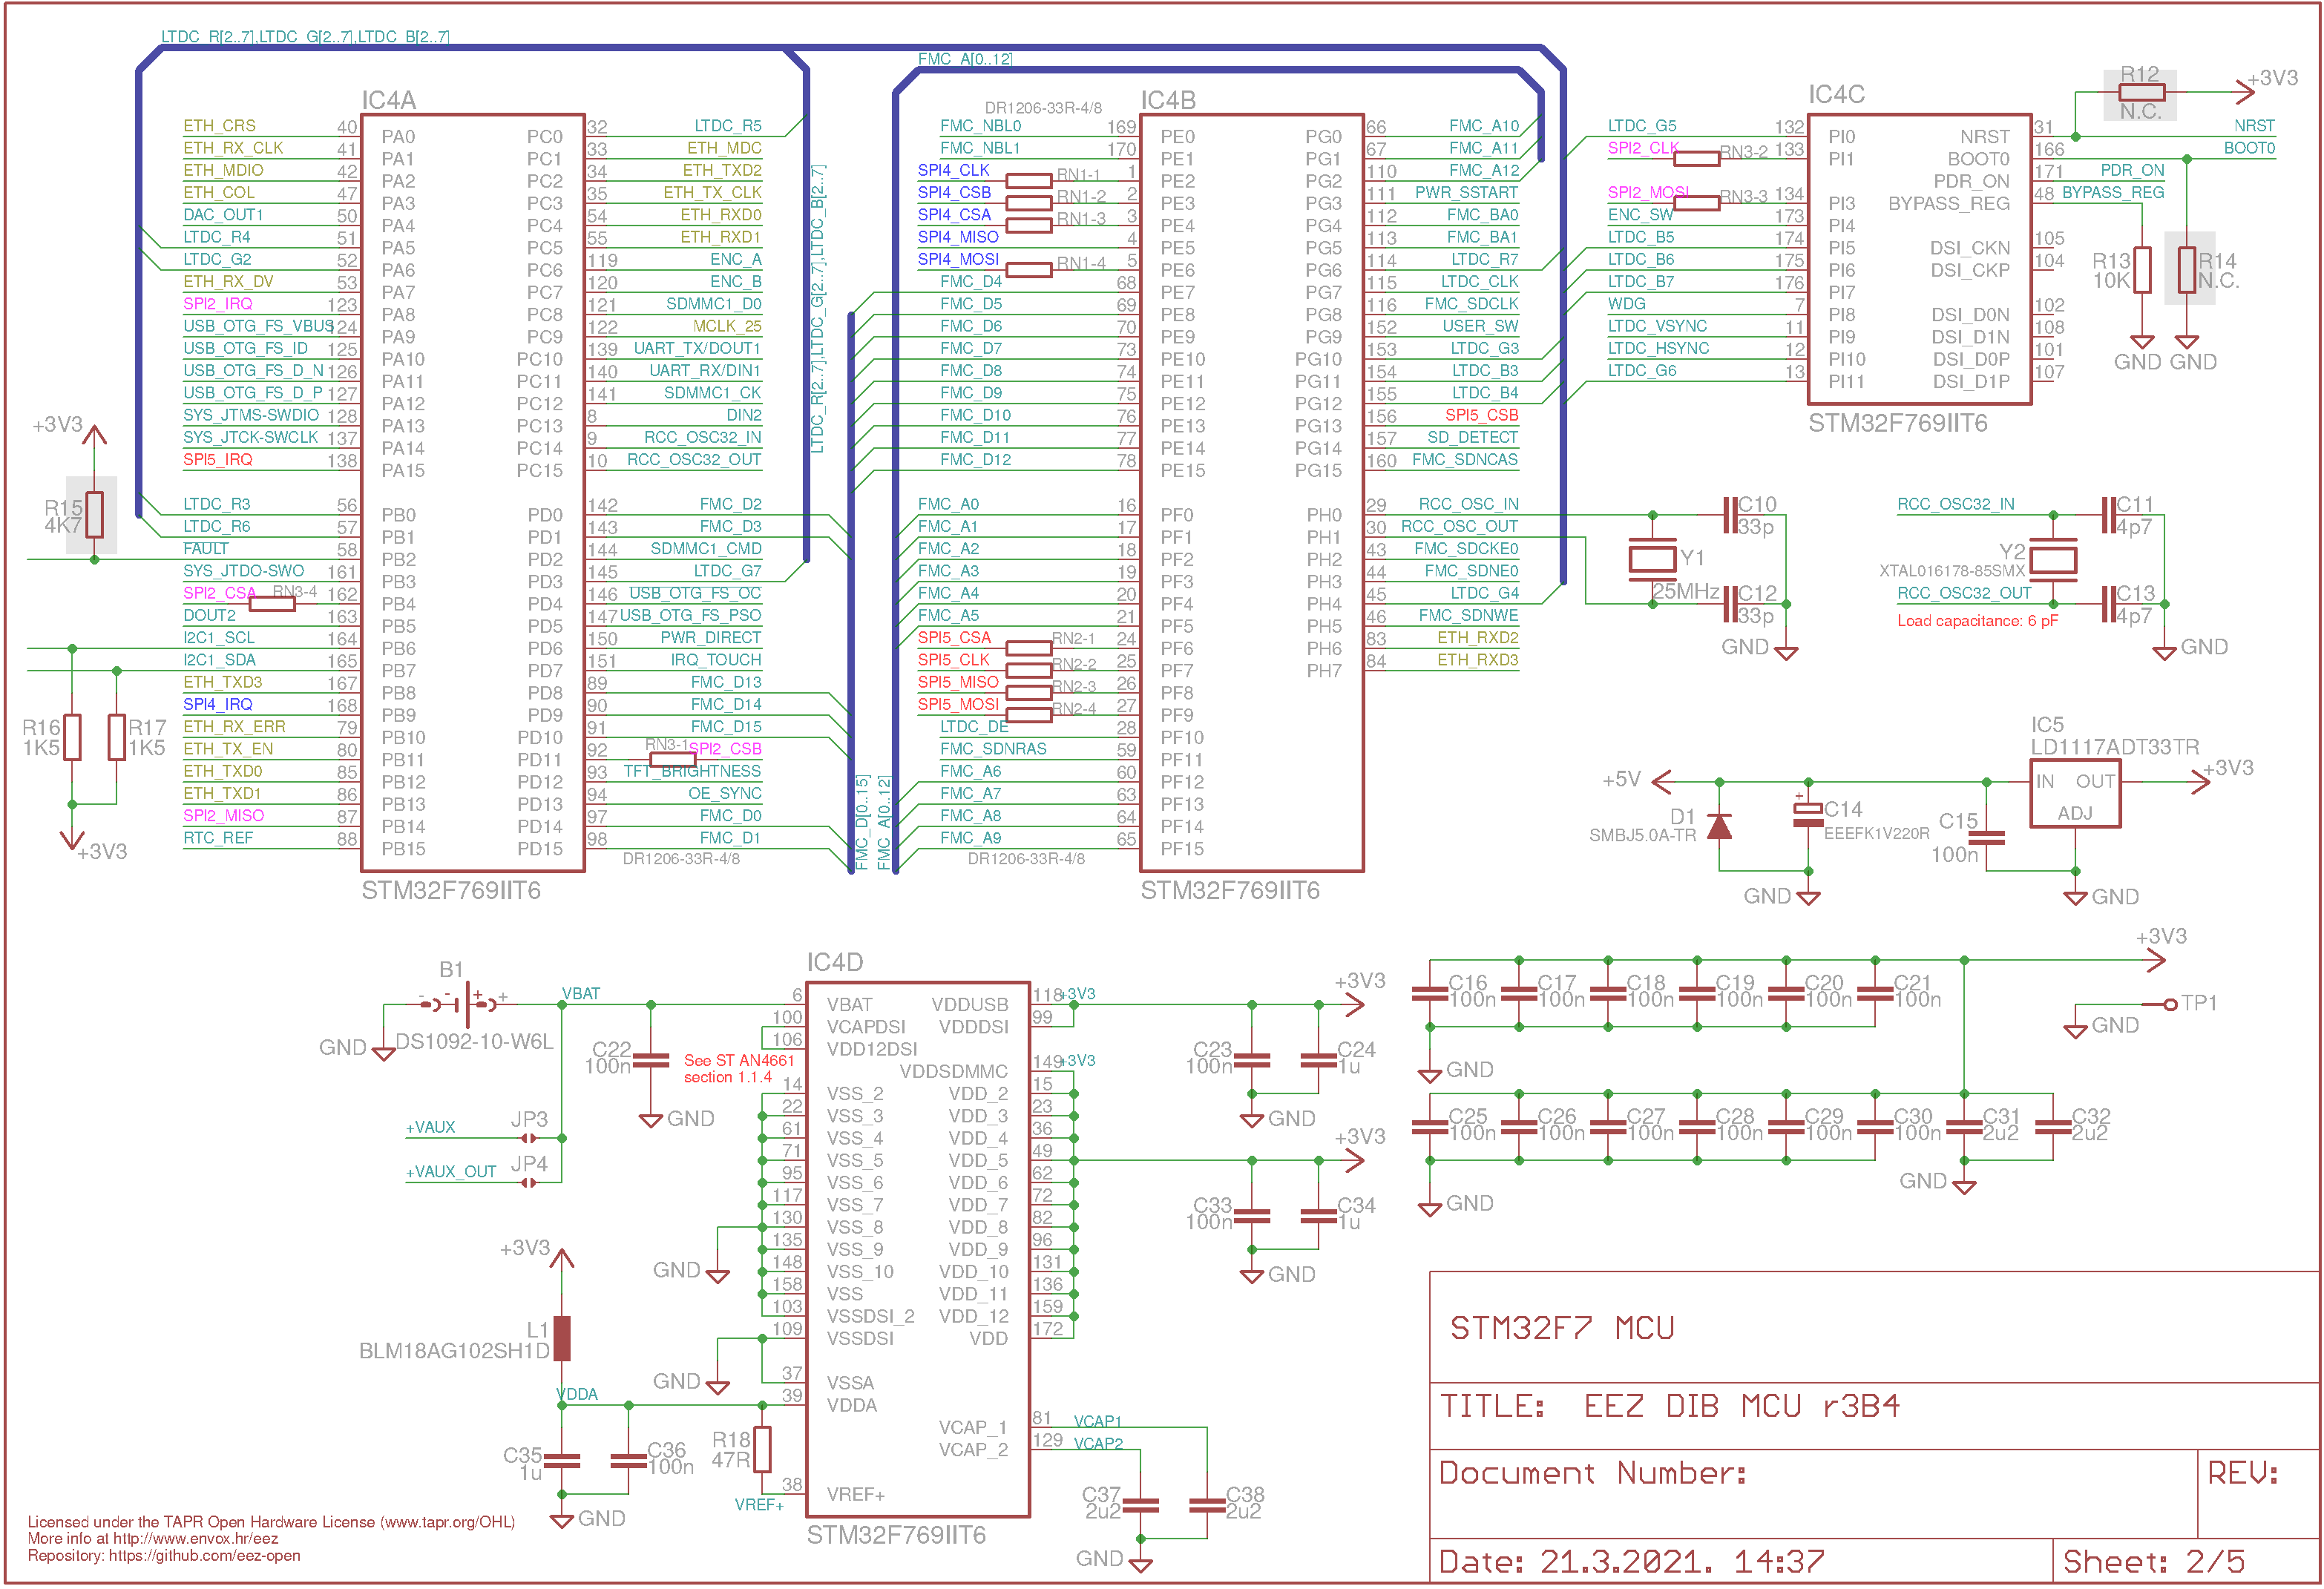 LTDC_R[2..7],LTDC_G[2..7],LTDC_B[2..7]
FMC_A[0..12]
IC4A
ETH_CRS 40 PA0 PC0 32 LTDC_R5
ETH_RX_CLK 41 PA1 PC1 33 ETH_MDC
ETH_MDIO 42 PA2 PC2 34 ETH_TXD2
ETH_COL 47 PA3 PC3 35 ETH_TX_CLK
DAC_OUT1 50 PA4 PC4 54 ETH_RXD0
LTDC_R4 51 PA5 PC5 55 ETH_RXD1
LTDC_G2 52 PA6 PC6 119 ENC_A
ETH_RX_DV 53 PA7 PC7 120 ENC_B
SPI2_IRQ 123 PA8 PC8 121 SDMMC1_D0
USB_OTG_FS_VBUS 124 PA9 PC9 122 MCLK_25
USB_OTG_FS_ID 125 PA10 PC10 139 UART_TX/DOUT1
USB_OTG_FS_D_N 126 PA11 PC11 140 UART_RX/DIN1
USB_OTG_FS_D_P 127 PA12 PC12 141 SDMMC1_CK
SYS_JTMS-SWDIO 128 PA13 PC13 8 DIN2
SYS_JTCK-SWCLK 137 PA14 PC14 9 RCC_OSC32_IN
SPI5_IRQ 138 PA15 PC15 10 RCC_OSC32_OUT
LTDC_R3 56 PB0 PD0 142 FMC_D2
LTDC_R6 57 PB1 PD1 143 FMC_D3
FAULT 58 PB2 PD2 144 SDMMC1_CMD
SYS_JTDO-SWO 161 PB3 PD3 145 LTDC_G7
SPI2_CSA RN3-4 162 PB4 PD4 146 USB_OTG_FS_OC
DOUT2 163 PB5 PD5 147 USB_OTG_FS_PSO
I2C1_SCL 164 PB6 PD6 150 PWR_DIRECT
I2C1_SDA 165 PB7 PD7 151 IRQ_TOUCH
ETH_TXD3 167 PB8 PD8 89 FMC_D13
SPI4_IRQ 168 PB9 PD9 90 FMC_D14
ETH_RX_ERR 79 PB10 PD10 91 FMC_D15
ETH_TX_EN 80 PB11 PD11 92 RN3-1 SPI2_CSB
ETH_TXD0 85 PB12 PD12 93 TFT_BRIGHTNESS
ETH_TXD1 86 PB13 PD13 94 OE_SYNC
SPI2_MISO 87 PB14 PD14 97 FMC_D0
RTC_REF 88 PB15 PD15 98 FMC_D1
DR1206-33R-4/8
STM32F769IIT6
+3V3
R15
4K7
R16
1K5
R17
1K5
+3V3
LTDC_R[2..7],LTDC_G[2..7],LTDC_B[2..7]
FMC_D[0..15]
FMC_A[0..12]
DR1206-33R-4/8
IC4B
FMC_NBL0 169 PE0 PG0 66 FMC_A10
FMC_NBL1 170 PE1 PG1 67 FMC_A11
SPI4_CLK RN1-1 1 PE2 PG2 110 FMC_A12
SPI4_CSB RN1-2 2 PE3 PG3 111 PWR_SSTART
SPI4_CSA RN1-3 3 PE4 PG4 112 FMC_BA0
SPI4_MISO 4 PE5 PG5 113 FMC_BA1
SPI4_MOSI RN1-4 5 PE6 PG6 114 LTDC_R7
FMC_D4 68 PE7 PG7 115 LTDC_CLK
FMC_D5 69 PE8 PG8 116 FMC_SDCLK
FMC_D6 70 PE9 PG9 152 USER_SW
FMC_D7 73 PE10 PG10 153 LTDC_G3
FMC_D8 74 PE11 PG11 154 LTDC_B3
FMC_D9 75 PE12 PG12 155 LTDC_B4
FMC_D10 76 PE13 PG13 156 SPI5_CSB
FMC_D11 77 PE14 PG14 157 SD_DETECT
FMC_D12 78 PE15 PG15 160 FMC_SDNCAS
FMC_A0 16 PF0 PH0 29 RCC_OSC_IN
FMC_A1 17 PF1 PH1 30 RCC_OSC_OUT
FMC_A2 18 PF2 PH2 43 FMC_SDCKE0
FMC_A3 19 PF3 PH3 44 FMC_SDNE0
FMC_A4 20 PF4 PH4 45 LTDC_G4
FMC_A5 21 PF5 PH5 46 FMC_SDNWE
SPI5_CSA RN2-1 24 PF6 PH6 83 ETH_RXD2
SPI5_CLK RN2-2 25 PF7 PH7 84 ETH_RXD3
SPI5_MISO RN2-3 26 PF8
SPI5_MOSI RN2-4 27 PF9
LTDC_DE 28 PF10
FMC_SDNRAS 59 PF11
FMC_A6 60 PF12
FMC_A7 63 PF13
FMC_A8 64 PF14
FMC_A9 65 PF15
DR1206-33R-4/8
STM32F769IIT6
IC4C
LTDC_G5 132 PI0 NRST 31 NRST
SPI2_CLK RN3-2 133 PI1 BOOT0 166 BOOT0
PDR_ON 171 PDR_ON
SPI2_MOSI RN3-3 134 PI3 BYPASS_REG 48 BYPASS_REG
ENC_SW 173 PI4
LTDC_B5 174 PI5 DSI_CKN 105
LTDC_B6 175 PI6 DSI_CKP 104
LTDC_B7 176 PI7
WDG 7 PI8 DSI_D0N 102
LTDC_VSYNC 11 PI9 DSI_D1N 108
LTDC_HSYNC 12 PI10 DSI_D0P 101
LTDC_G6 13 PI11 DSI_D1P 107
STM32F769IIT6
R12
N.C.
+3V3
R13
10K
R14
N.C.
GND GND
C10
33p
Y1
25MHz
C12
33p
GND
RCC_OSC32_IN
C11
4p7
Y2
XTAL016178-85SMX
RCC_OSC32_OUT
C13
4p7
Load capacitance: 6 pF
GND
IC5
LD1117ADT33TR
+5V IN OUT +3V3
ADJ
D1
SMBJ5.0A-TR
+
C14
EEEFK1V220R
C15
100n
GND GND
IC4D
B1
- - + +
DS1092-10-W6L
GND
VBAT 6 VBAT VDDUSB 118 +3V3
100 VCAPDSI VDDDSI 99
106 VDD12DSI
VDDSDMMC 149 +3V3
14 VSS_2 VDD_2 15
22 VSS_3 VDD_3 23
61 VSS_4 VDD_4 36
71 VSS_5 VDD_5 49
95 VSS_6 VDD_6 62
117 VSS_7 VDD_7 72
130 VSS_8 VDD_8 82
135 VSS_9 VDD_9 96
148 VSS_10 VDD_10 131
158 VSS VDD_11 136
103 VSSDSI_2 VDD_12 159
109 VSSDSI VDD 172
37 VSSA
39 VDDA
VCAP_1 81 VCAP1
VCAP_2 129 VCAP2
38 VREF+
VREF+
STM32F769IIT6
C22
100n
See ST AN4661
section 1.1.4
GND
+VAUX JP3
+VAUX_OUT JP4
GND
GND
+3V3
L1
BLM18AG102SH1D
VDDA
C35
1u
C36
100n
R18
47R
GND
+3V3
C23
100n
C24
1u
GND
+3V3
C33
100n
C34
1u
GND
C37
2u2
C38
2u2
GND
+3V3
C16
100n
C17
100n
C18
100n
C19
100n
C20
100n
C21
100n
GND
TP1
GND
C25
100n
C26
100n
C27
100n
C28
100n
C29
100n
C30
100n
C31
2u2
C32
2u2
GND
GND
STM32F7 MCU
TITLE: EEZ DIB MCU r3B4
Document Number:
REV:
Date: 21.3.2021. 14:37
Sheet: 2/5
Licensed under the TAPR Open Hardware License (www.tapr.org/OHL)
More info at http://www.envox.hr/eez
Repository: https://github.com/eez-open